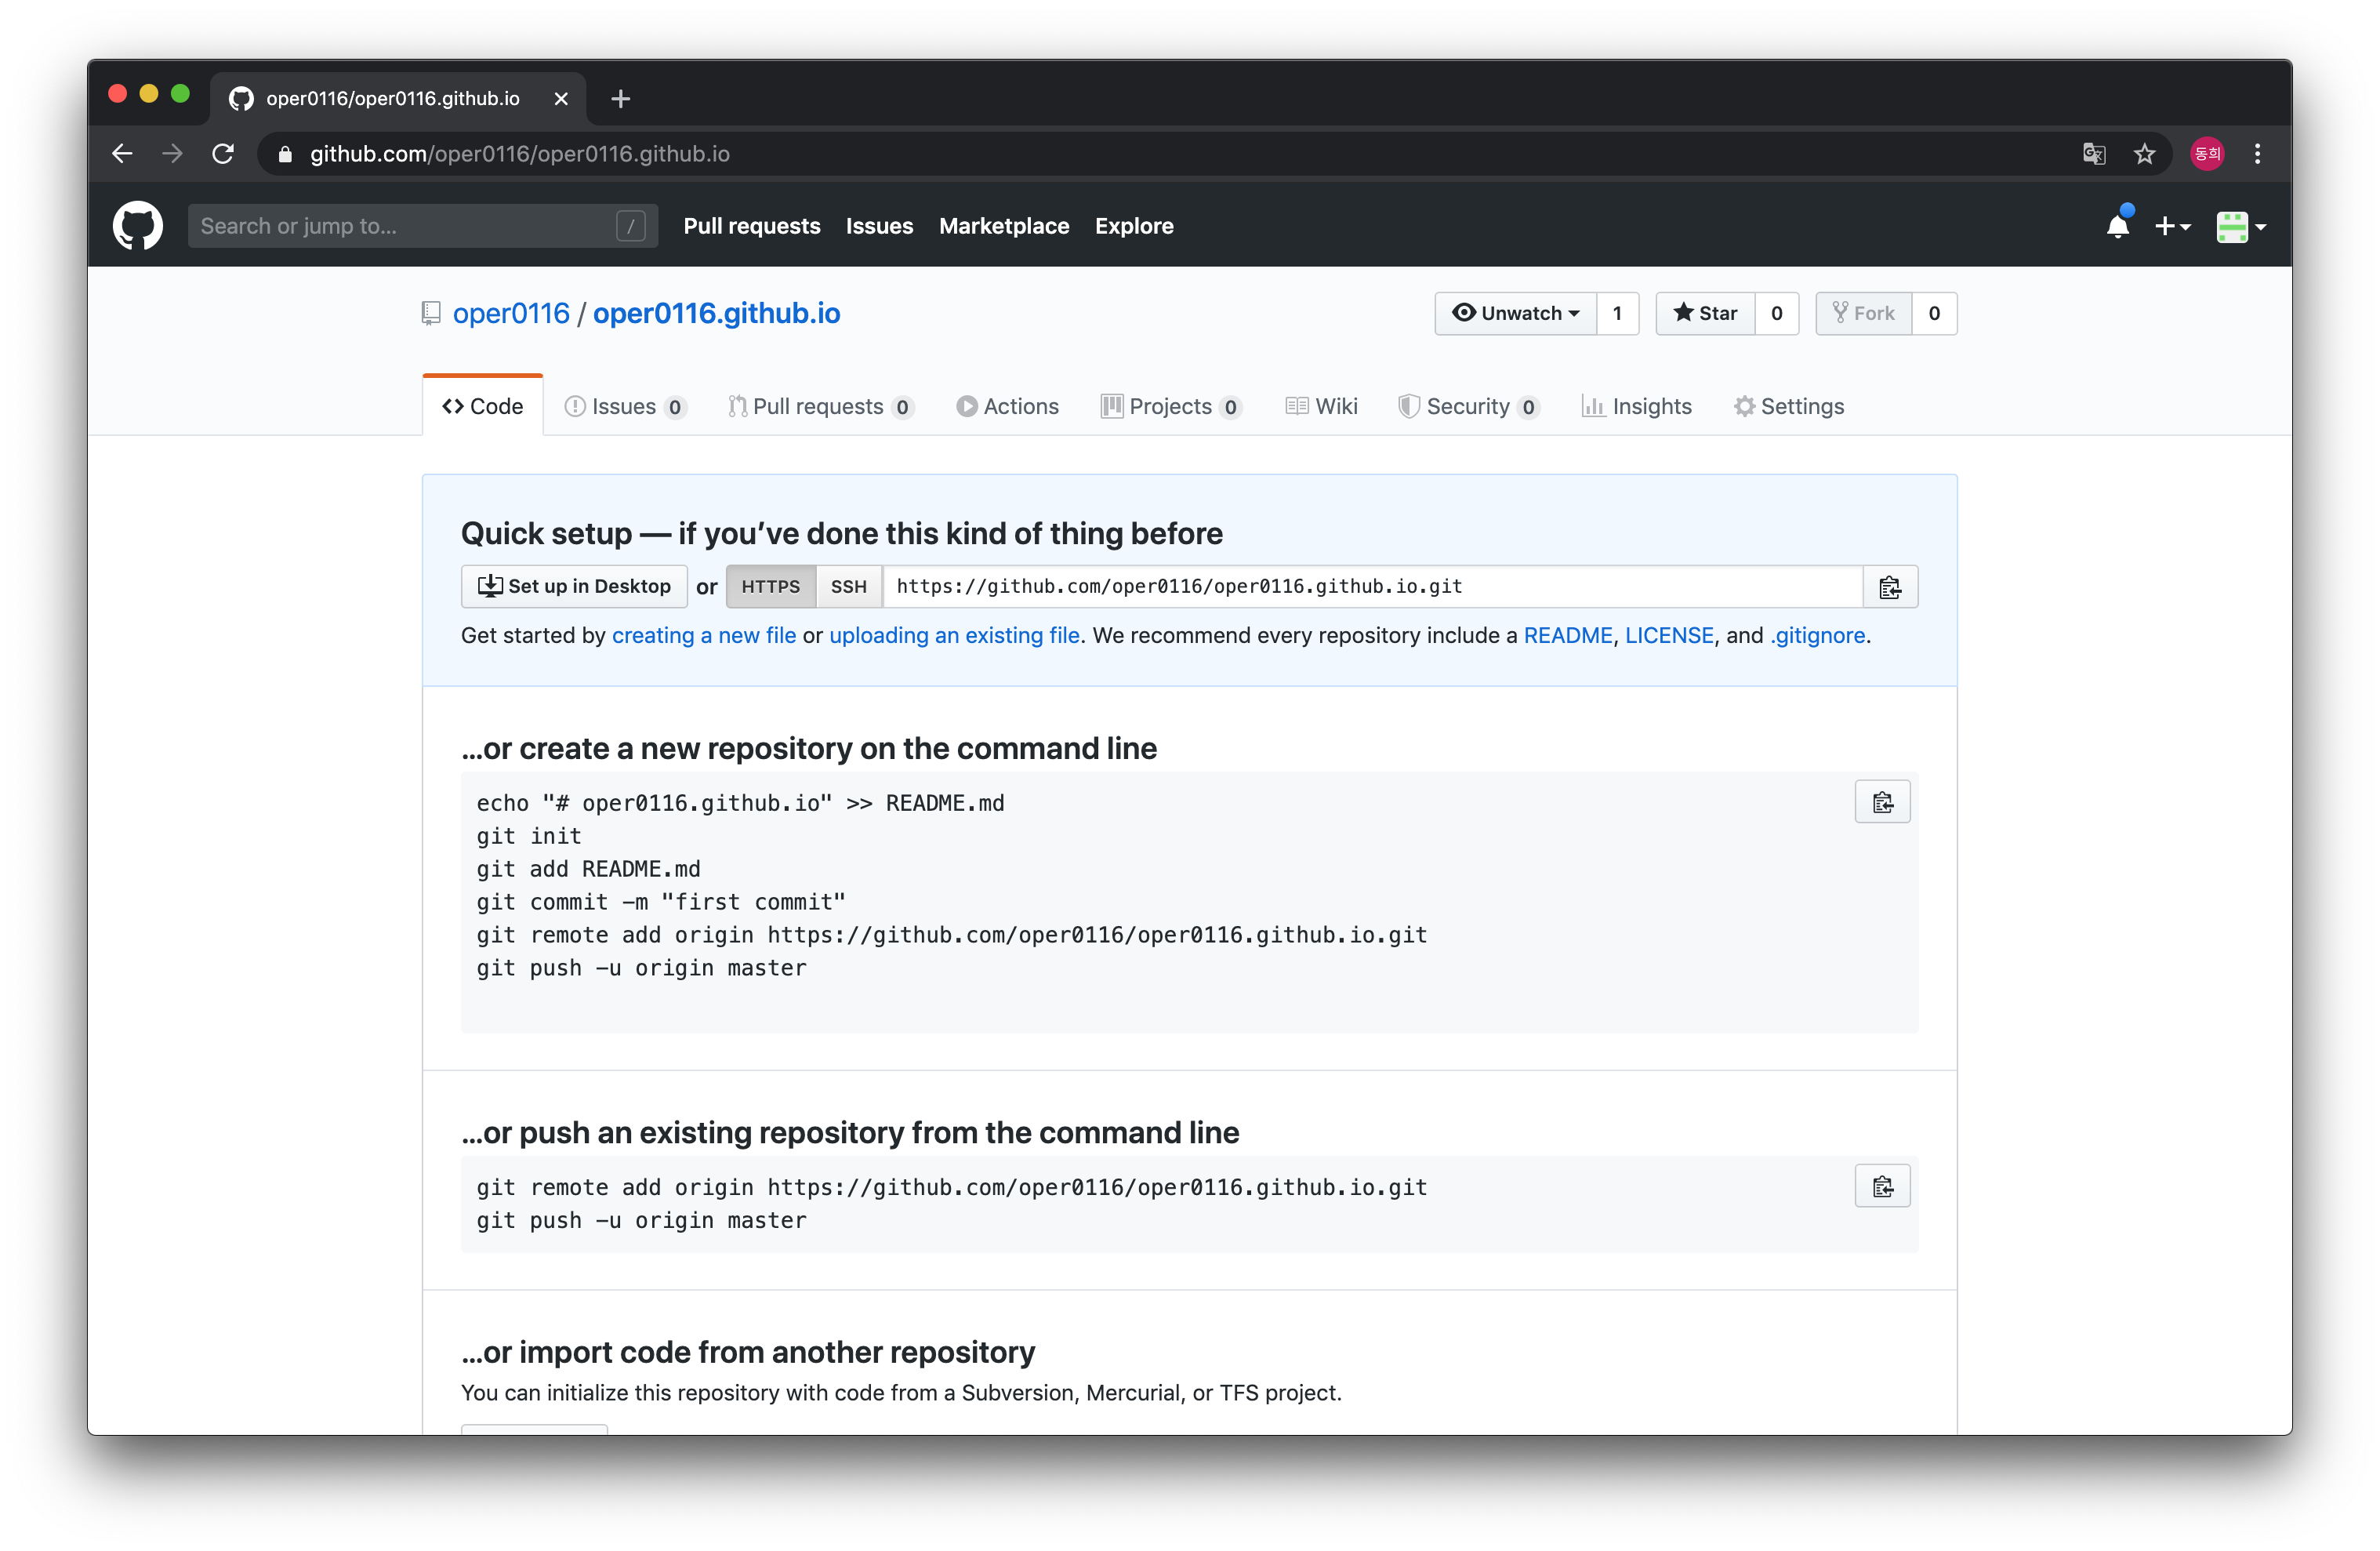 oper0116/oper0116.github.io
github.com/oper0116/oper0116.github.io
동희
Search or jump to... /
Pull requests Issues Marketplace Explore
oper0116 / oper0116.github.io
Unwatch 1 Star 0 Fork 0
Code Issues 0 Pull requests 0 Actions Projects 0 Wiki Security 0 Insights Settings
Quick setup — if you’ve done this kind of thing before
Set up in Desktop or HTTPS SSH https://github.com/oper0116/oper0116.github.io.git
Get started by creating a new file or uploading an existing file. We recommend every repository include a README, LICENSE, and .gitignore.
…or create a new repository on the command line
echo "# oper0116.github.io" >> README.md
git init
git add README.md
git commit -m "first commit"
git remote add origin https://github.com/oper0116/oper0116.github.io.git
git push -u origin master
…or push an existing repository from the command line
git remote add origin https://github.com/oper0116/oper0116.github.io.git
git push -u origin master
…or import code from another repository
You can initialize this repository with code from a Subversion, Mercurial, or TFS project.